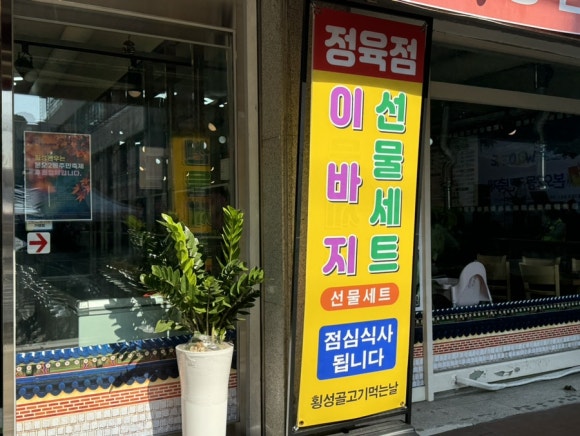 정육점
이바지
선물세트
선물세트
점심식사
됩니다
횡성골고기먹는날